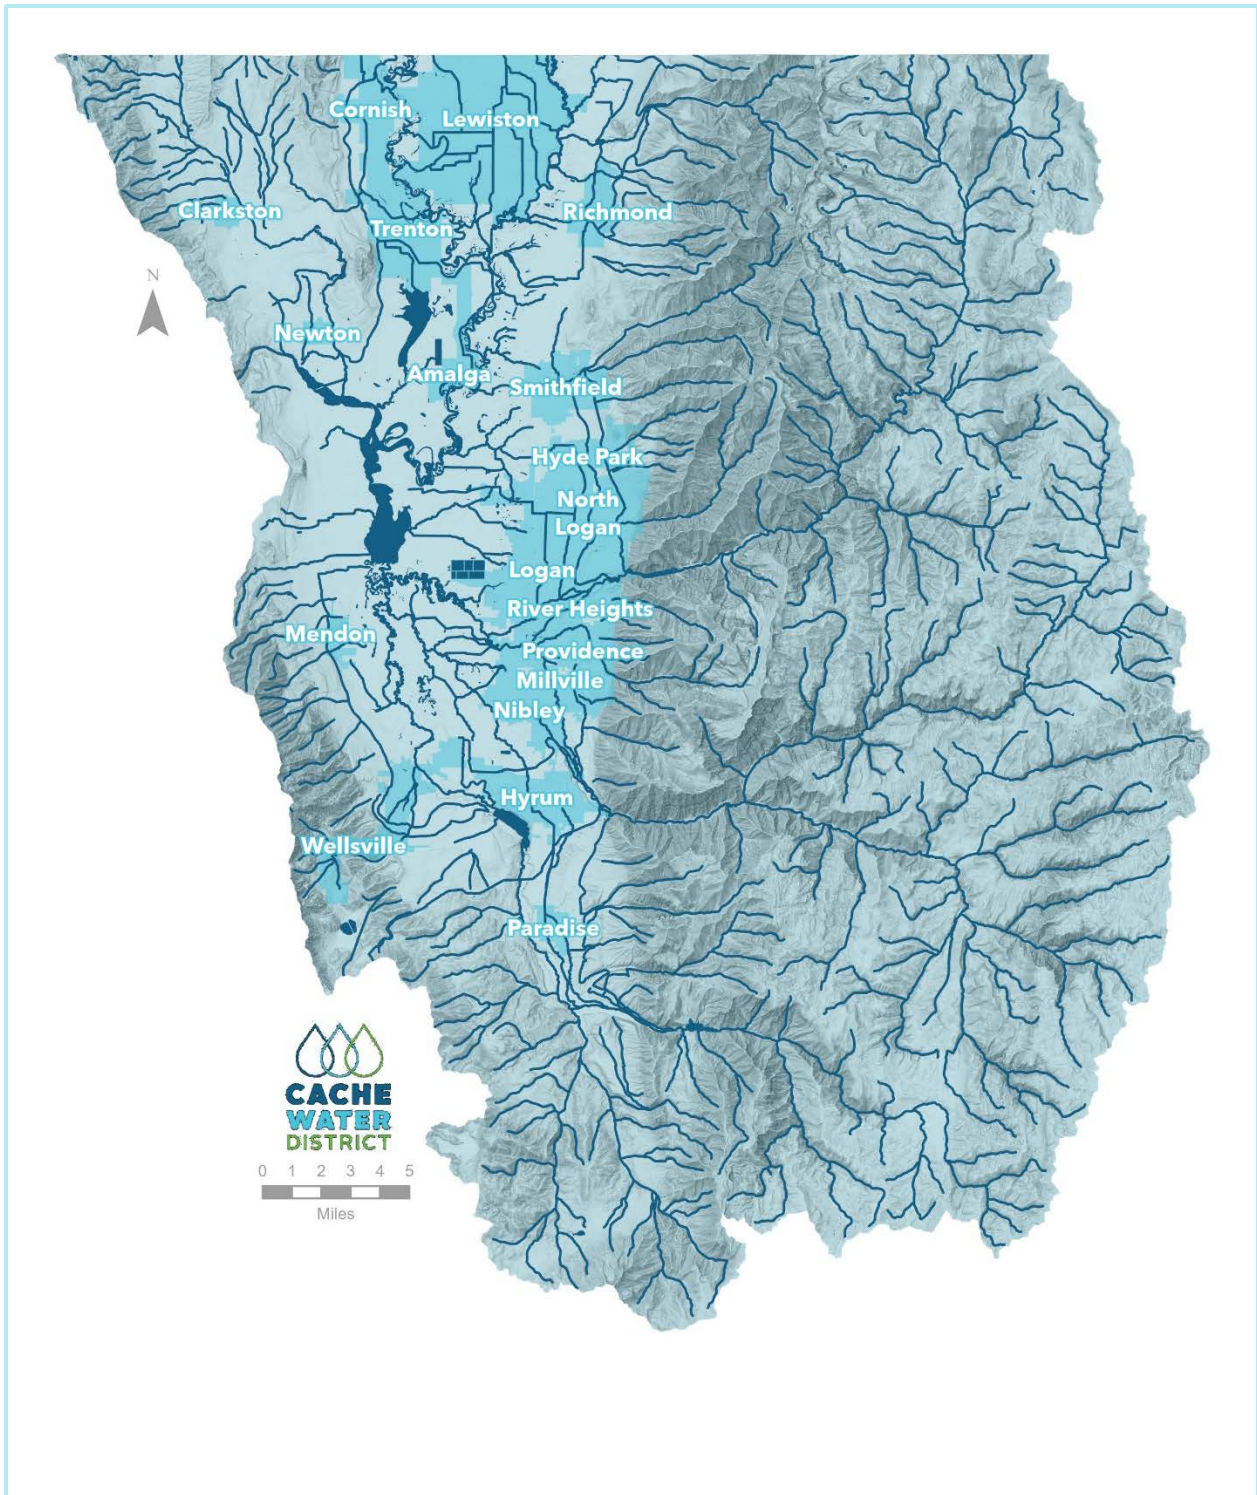 Cornish
Lewiston
Clarkston
Richmond
Trenton
N
Newton
Amalga
Smithfield
Hyde Park
North
Logan
Logan
River Heights
Mendon
Providence
Millville
Nibley
Hyrum
Wellsville
Paradise
CACHE
WATER
DISTRICT
0 1 2 3 4 5
Miles